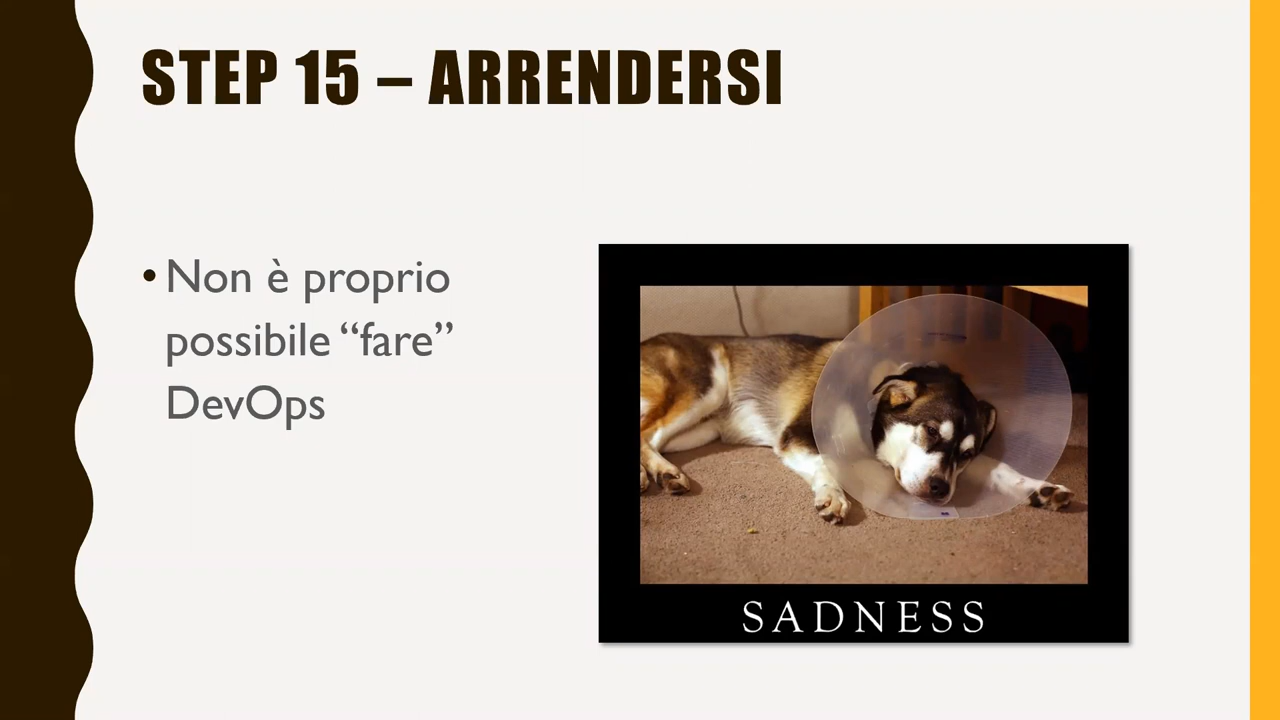 STEP 15 – ARRENDERSI
• Non è proprio
possibile “fare”
DevOps
SADNESS